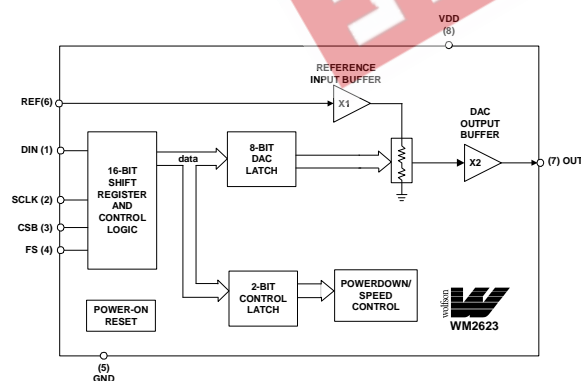 VDD
(8)
REFERENCE
INPUT BUFFER
REF(6)
X1
DAC
OUTPUT
BUFFER
DIN (1)
16-BIT
SHIFT
REGISTER
AND
CONTROL
LOGIC
data
8-BIT
DAC
LATCH
X2
(7) OUT
SCLK (2)
CSB (3)
FS (4)
2-BIT
CONTROL
LATCH
POWERDOWN/
SPEED
CONTROL
POWER-ON
RESET
wolfson
WM2623
(5)
GND